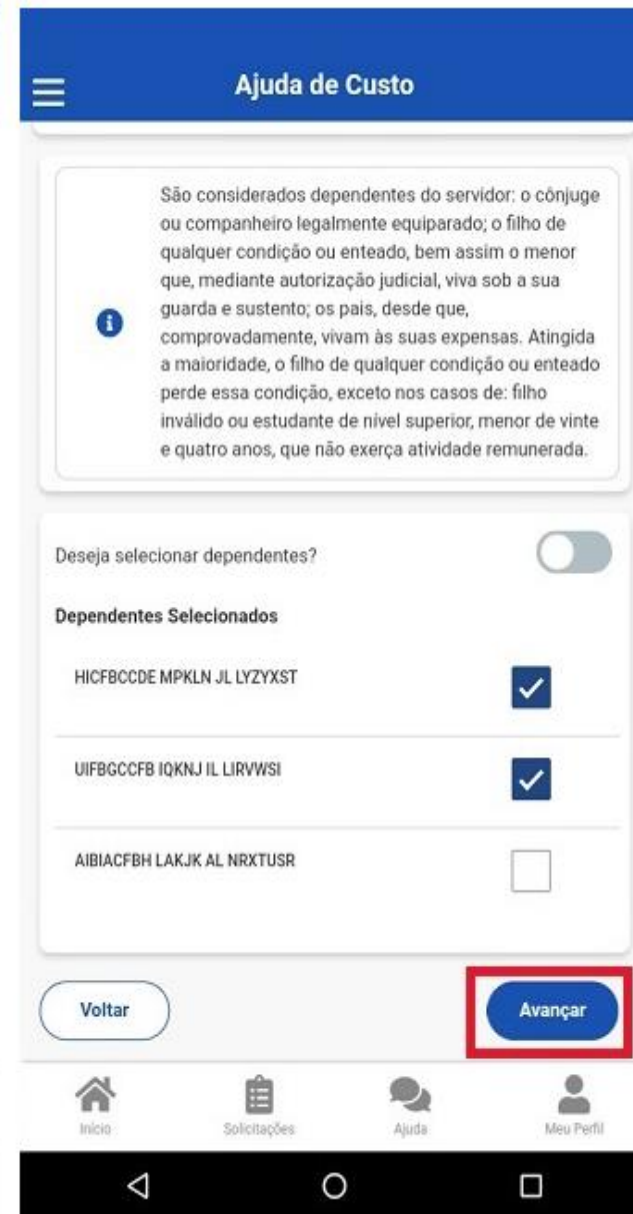 Ajuda de Custo
São considerados dependentes do servidor: o cônjuge
ou companheiro legalmente equiparado; o filho de
qualquer condição ou enteado, bem assim o menor
que, mediante autorização judicial, viva sob a sua
guarda e sustento; os pais, desde que,
comprovadamente, vivam às suas expensas. Atingida
a maioridade, o filho de qualquer condição ou enteado
perde essa condição, exceto nos casos de: filho
inválido ou estudante de nível superior, menor de vinte
e quatro anos, que não exerça atividade remunerada.
Deseja selecionar dependentes?
Dependentes Selecionados
HICFBCCDE MPKLN JL LYZYXST
UIFBGCCFB IQKNJ IL LIRVWSI
AIBIACFBH LAKJK AL NRXTUSR
Voltar
Avançar
Início
Solicitações
Ajuda
Meu Perfil